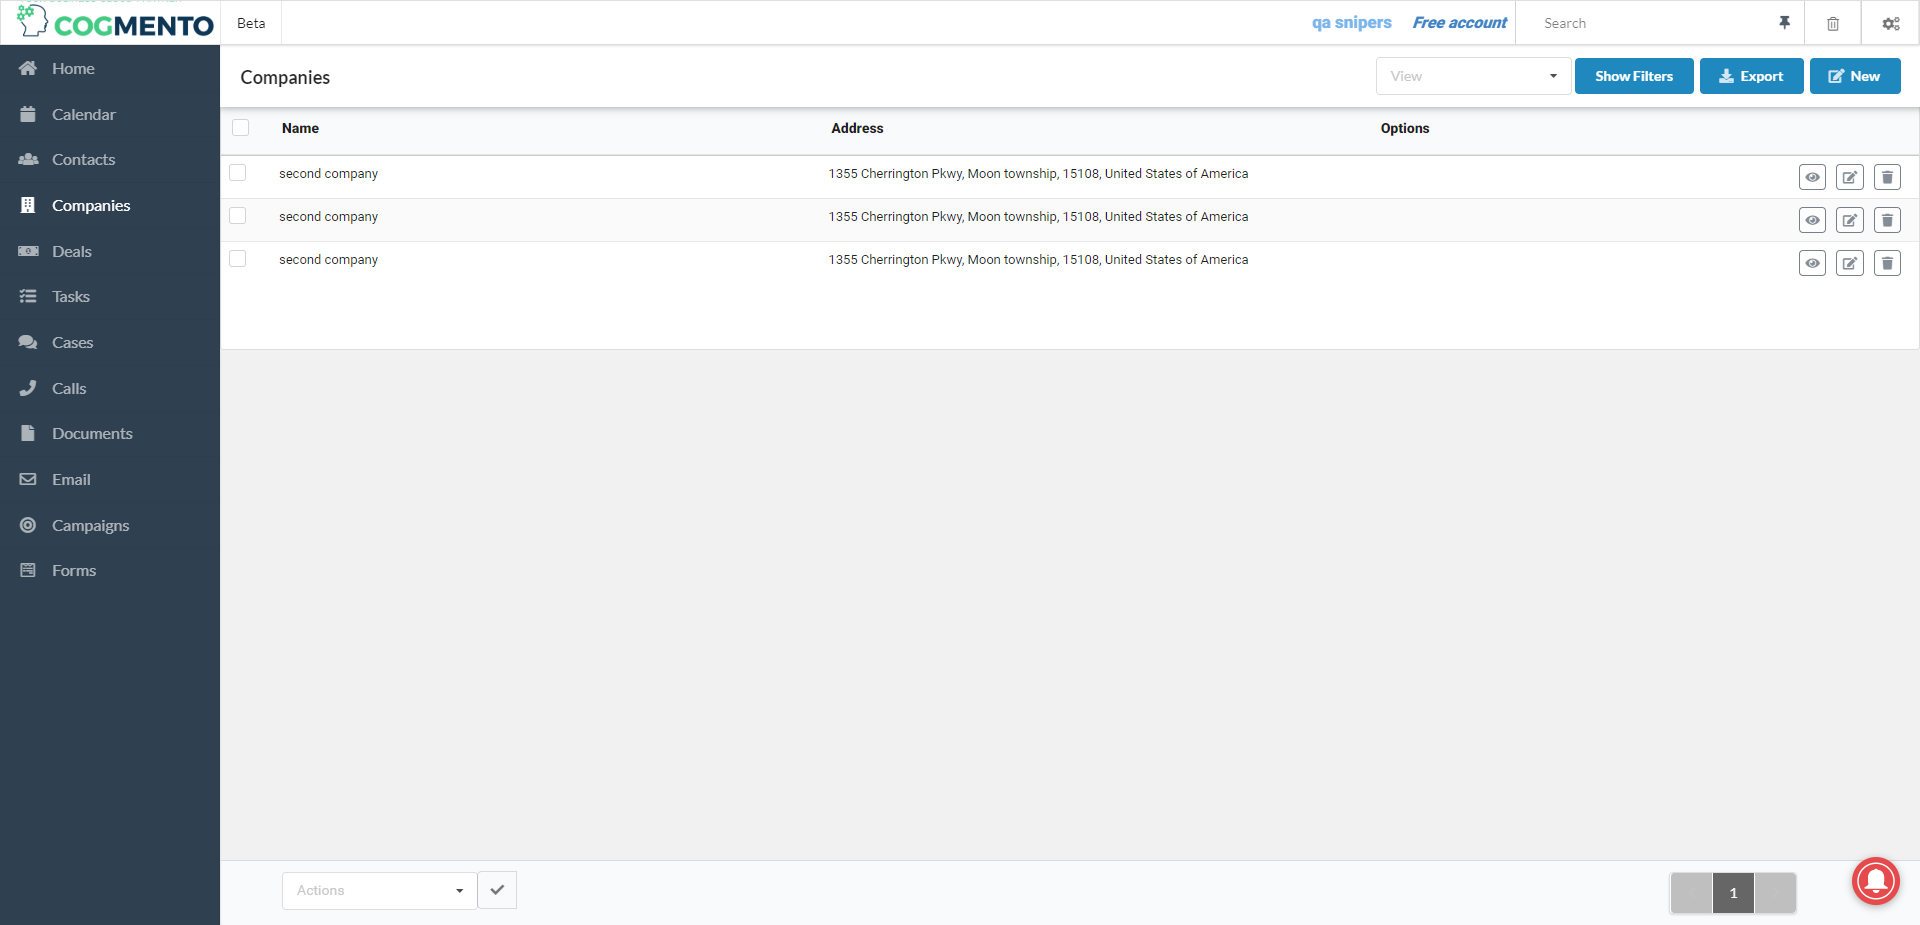 COGMENTO
Beta
qa snipers
Free account
Search
Home
Calendar
Contacts
Companies
Deals
Tasks
Cases
Calls
Documents
Email
Campaigns
Forms
Companies
View
Show Filters
Export
New
Name Address Options
second company 1355 Cherrington Pkwy, Moon township, 15108, United States of America
second company 1355 Cherrington Pkwy, Moon township, 15108, United States of America
second company 1355 Cherrington Pkwy, Moon township, 15108, United States of America
Actions
1